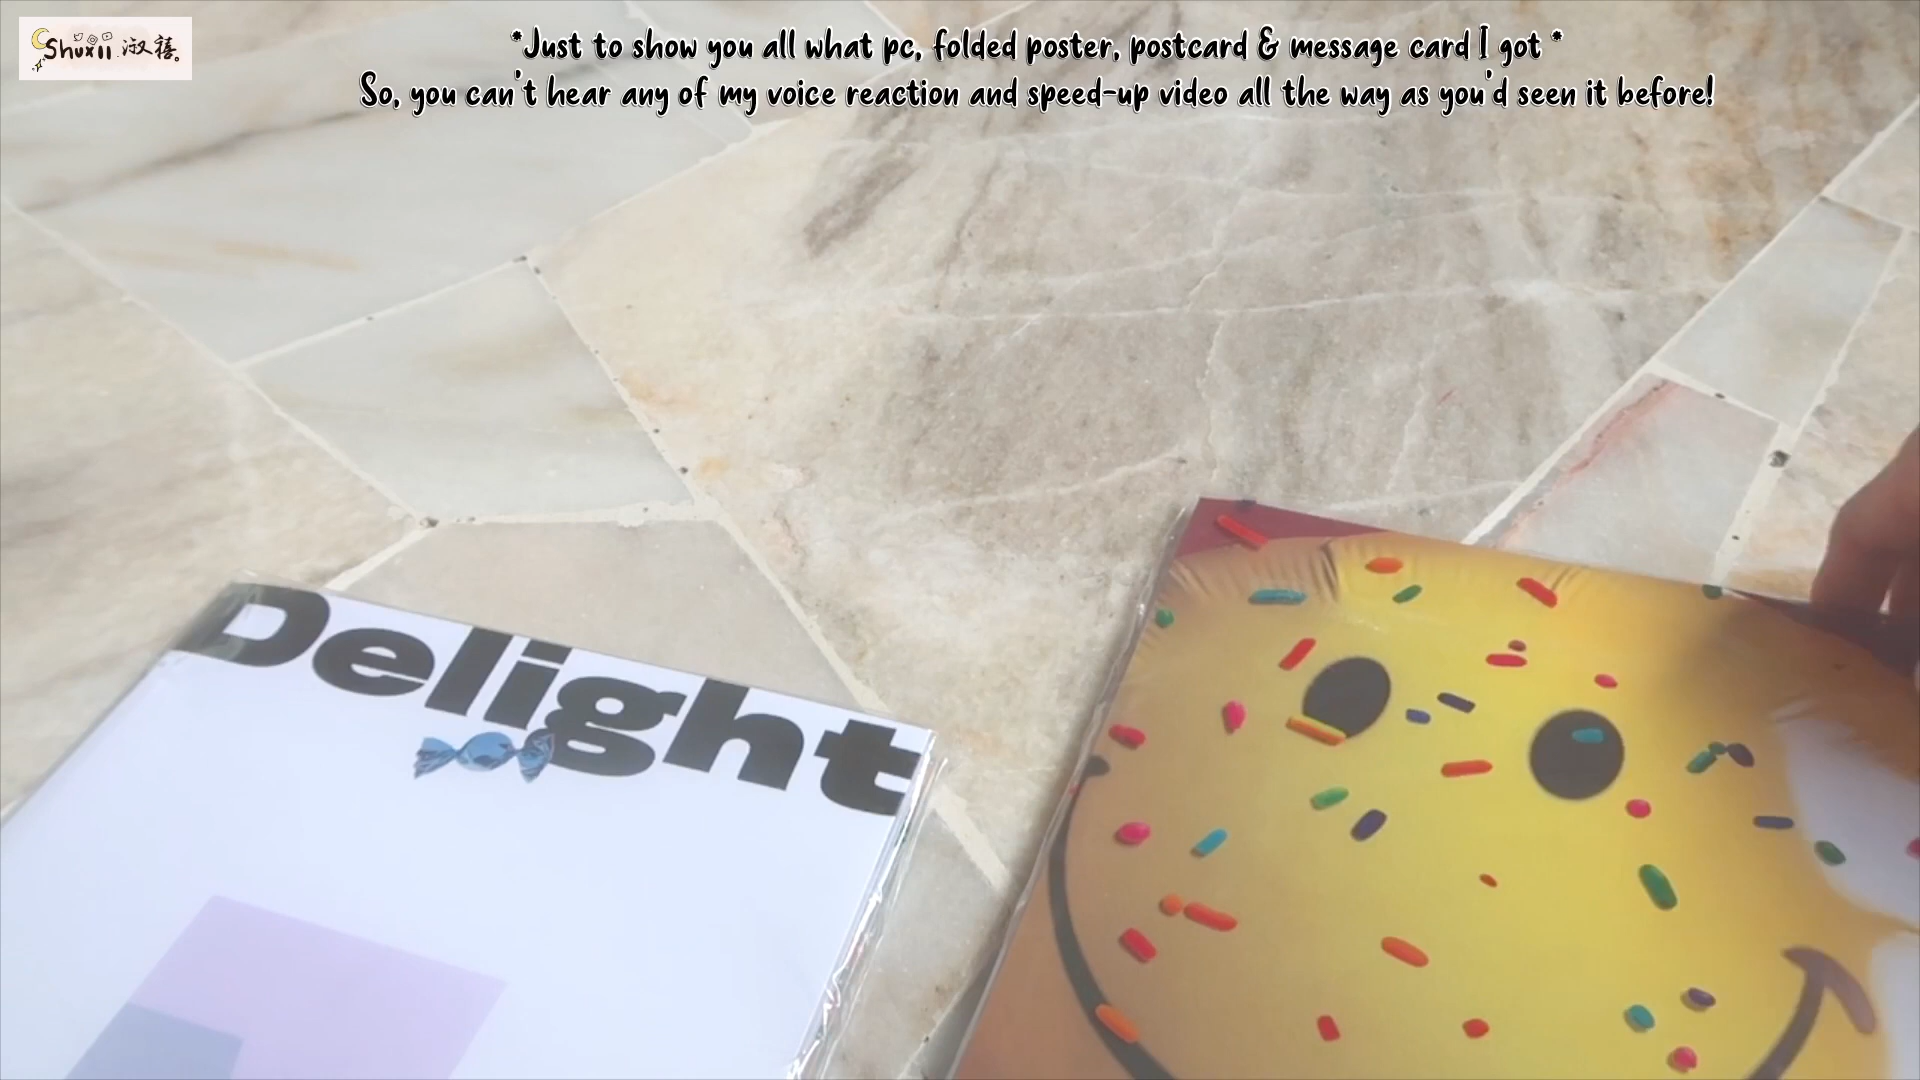 Shuxii 淑禧。
*Just to show you all what pc, folded poster, postcard & message card I got *
So, you can't hear any of my voice reaction and speed-up video all the way as you'd seen it before!
Delight